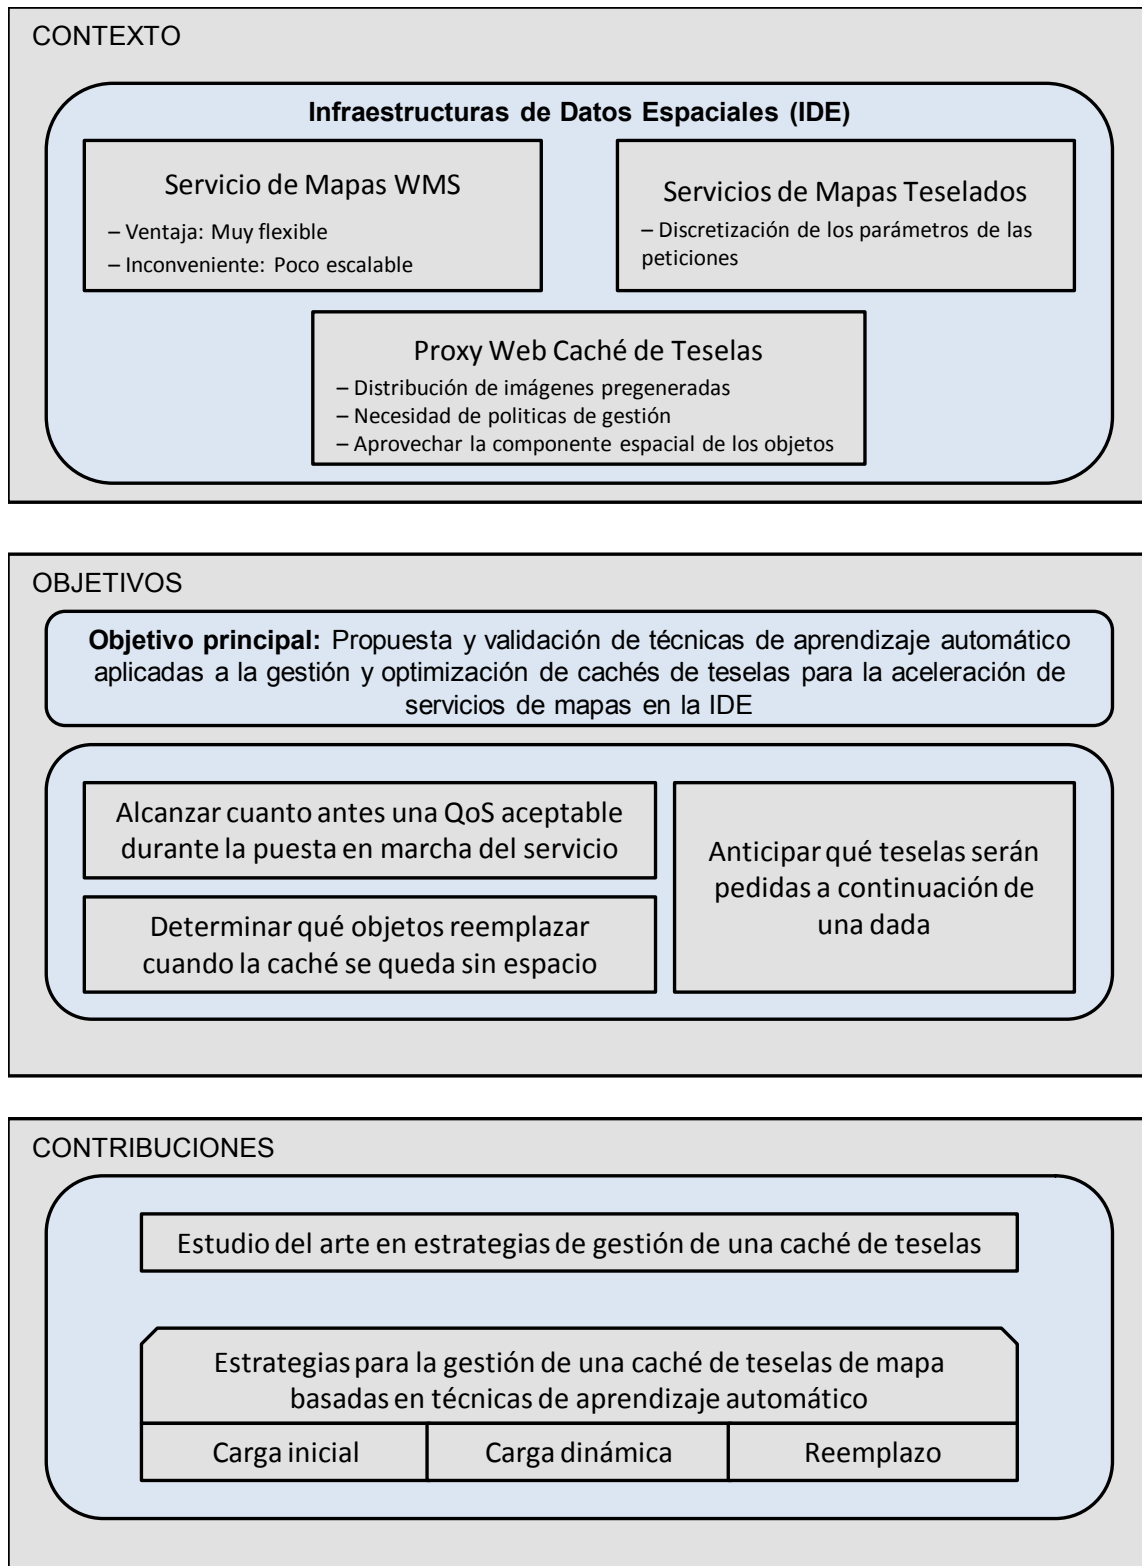 CONTEXTO
Infraestructuras de Datos Espaciales (IDE)
Servicio de Mapas WMS
– Ventaja: Muy flexible
– Inconveniente: Poco escalable
Servicios de Mapas Teselados
– Discretización de los parámetros de las
peticiones
Proxy Web Caché de Teselas
– Distribución de imágenes pregeneradas
– Necesidad de politicas de gestión
– Aprovechar la componente espacial de los objetos
OBJETIVOS
Objetivo principal: Propuesta y validación de técnicas de aprendizaje automático
aplicadas a la gestión y optimización de cachés de teselas para la aceleración de
servicios de mapas en la IDE
Alcanzar cuanto antes una QoS aceptable
durante la puesta en marcha del servicio
Determinar qué objetos reemplazar
cuando la caché se queda sin espacio
Anticipar qué teselas serán
pedidas a continuación de
una dada
CONTRIBUCIONES
Estudio del arte en estrategias de gestión de una caché de teselas
Estrategias para la gestión de una caché de teselas de mapa
basadas en técnicas de aprendizaje automático
Carga inicial
Carga dinámica
Reemplazo